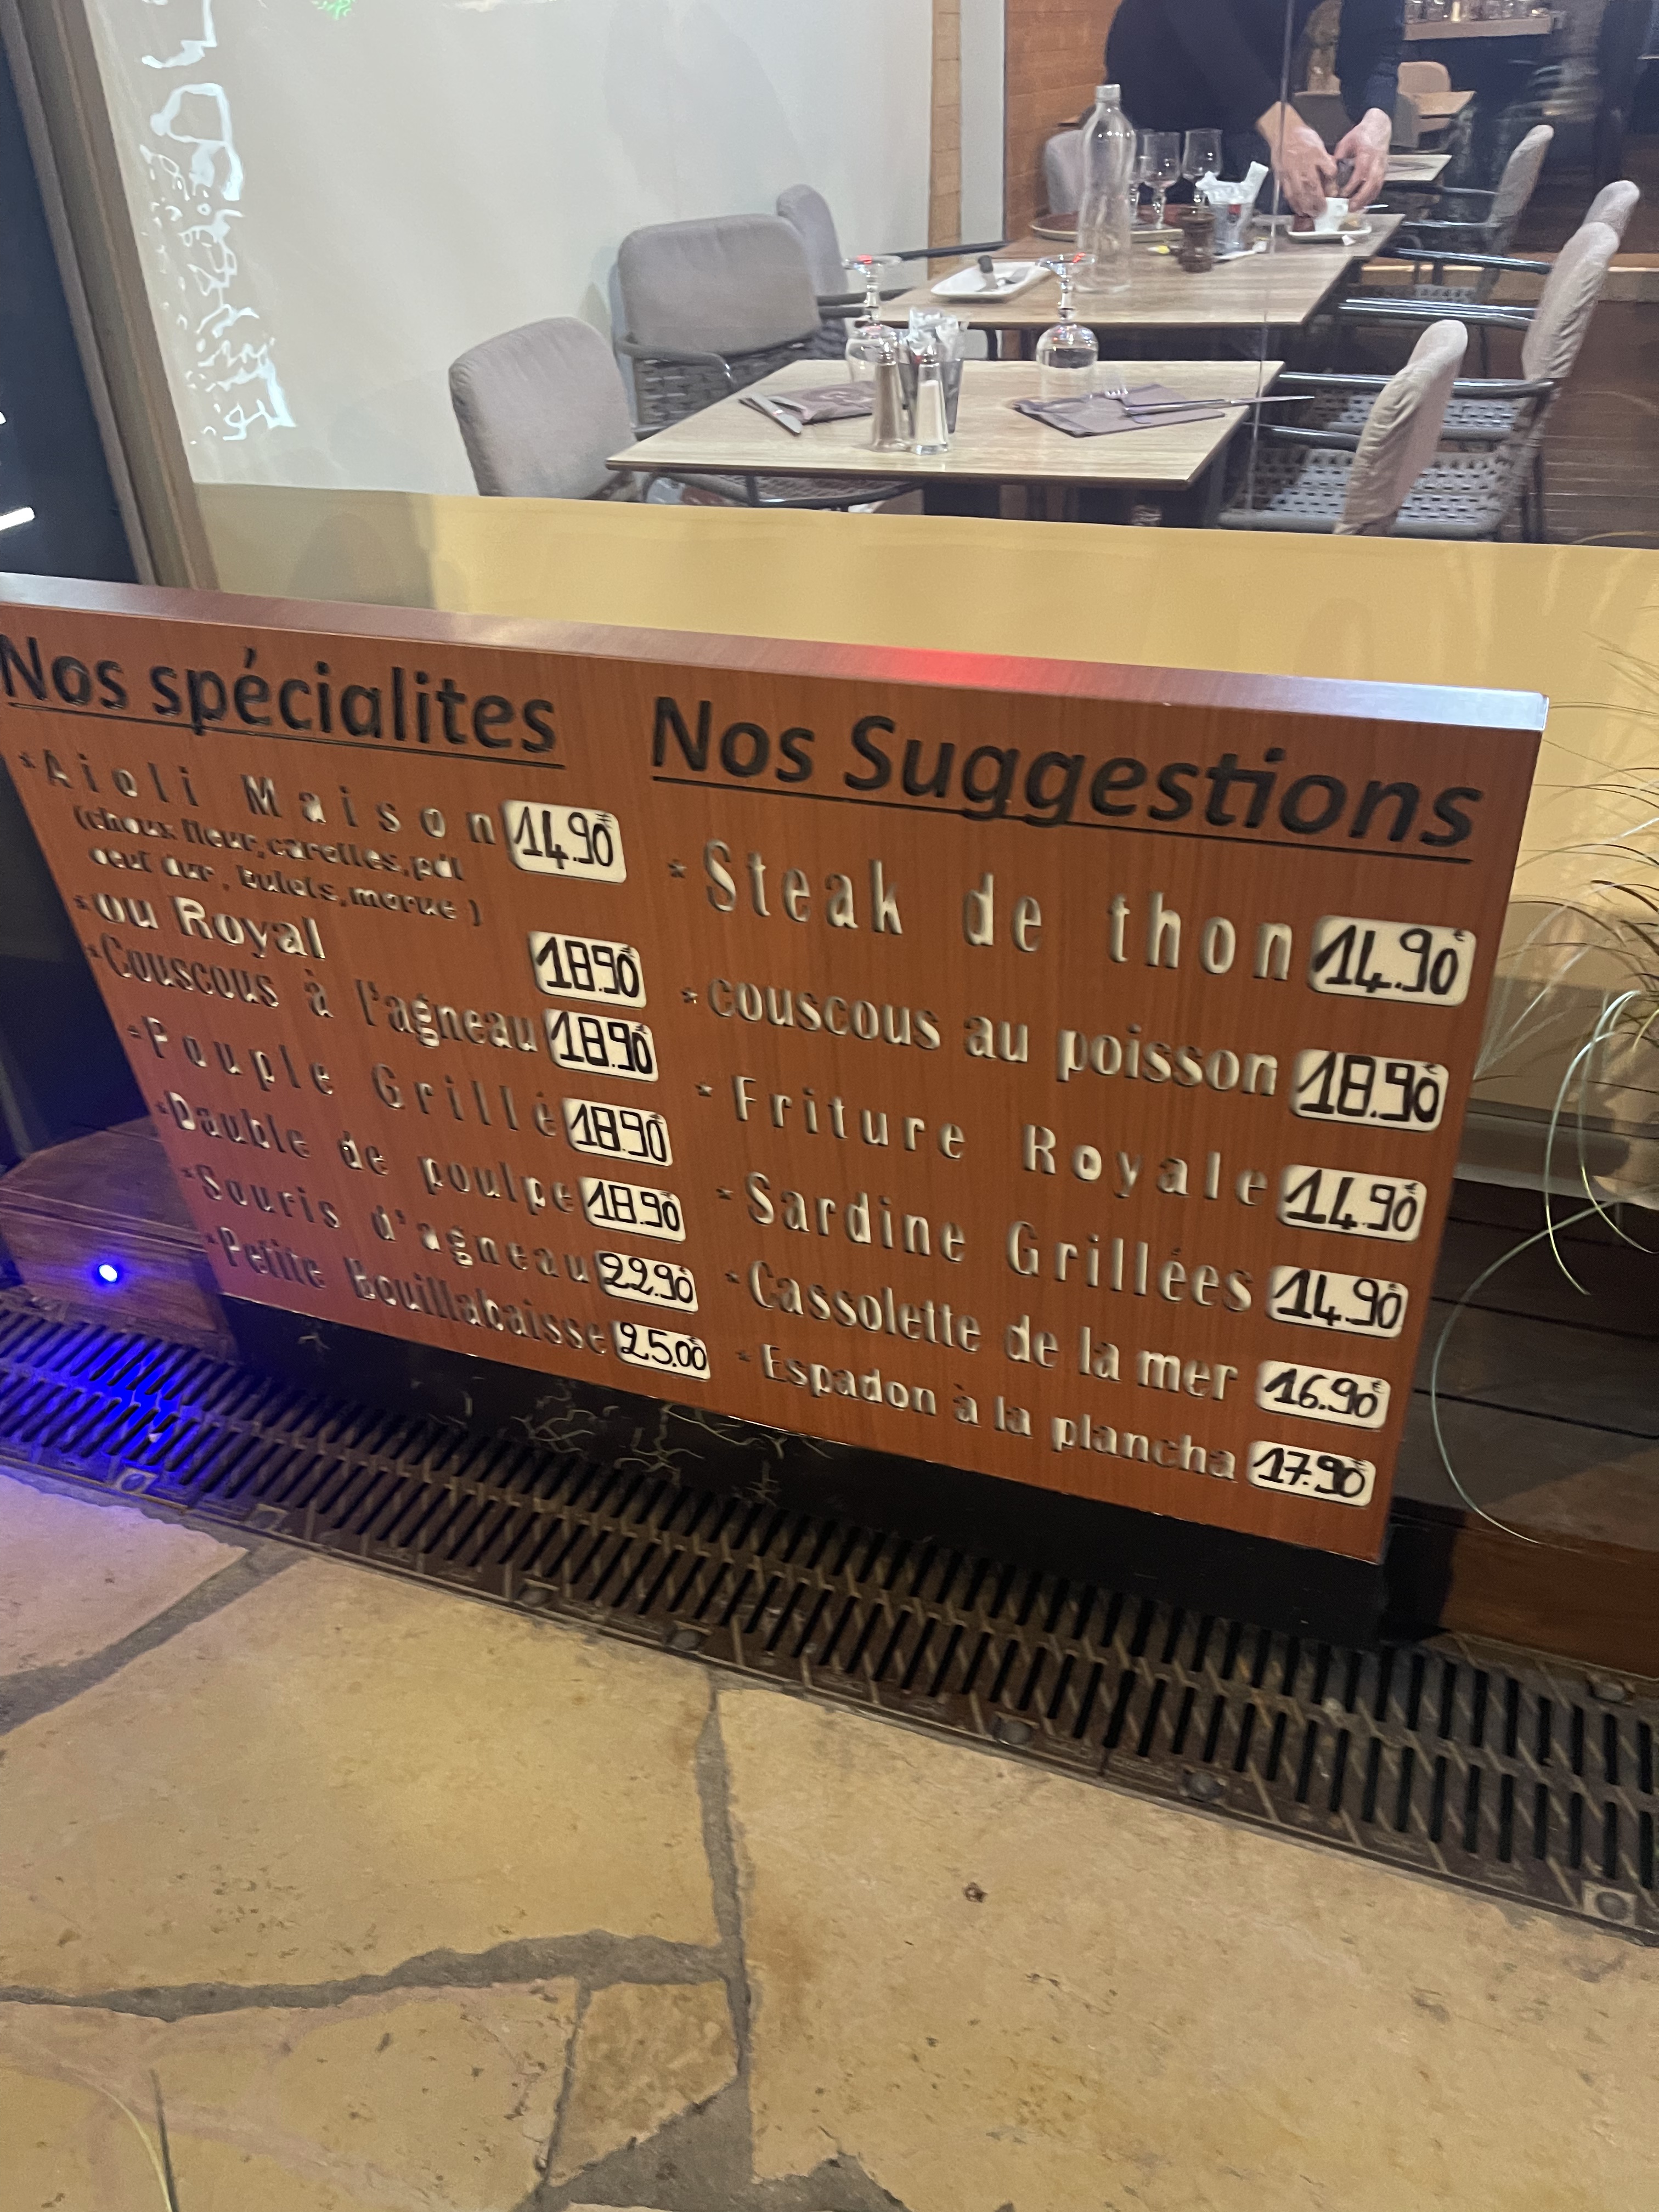 Nos spécialites
*Aioli Maison 14.90€
(choux fleur, carottes, pdt
oeuf dur, bulots, morue)
*ou Royal 18.90€
*Couscous à l'agneau 18.90€
*Poulple Grillé 18.90€
*Dauble de poulpe 18.90€
*Souris d'agneau 22.90€
*Petite Bouillabaisse 25.00€
Nos Suggestions
*Steak de thon 14.90€
*couscous au poisson 18.90€
*Friture Royale 14.90€
*Sardine Grillées 14.90€
*Cassolette de la mer 16.90€
*Espadon à la plancha 17.90€